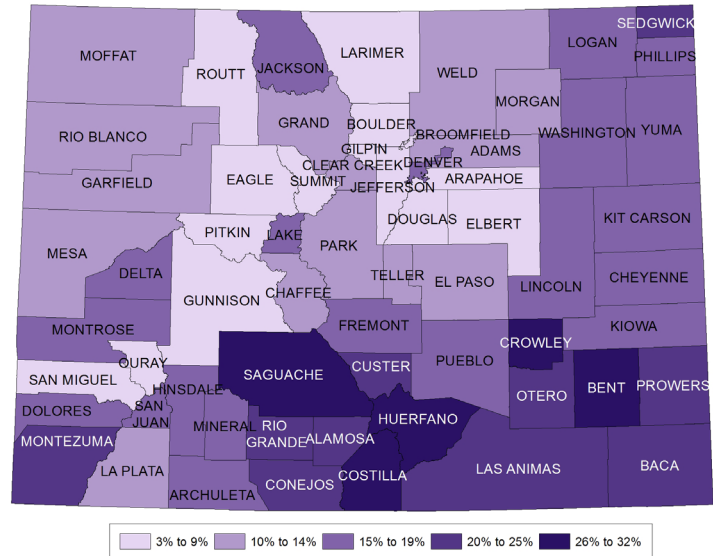 SEDGWICK
MOFFAT
ROUTT
JACKSON
LARIMER
WELD
LOGAN
PHILLIPS
MORGAN
RIO BLANCO
GRAND
BOULDER
BROOMFIELD
WASHINGTON
YUMA
GILPIN
ADAMS
CLEAR CREEK
DENVER
GARFIELD
EAGLE
SUMMIT
JEFFERSON
ARAPAHOE
DOUGLAS
ELBERT
KIT CARSON
PITKIN
LAKE
MESA
PARK
DELTA
TELLER
EL PASO
LINCOLN
CHEYENNE
GUNNISON
CHAFFEE
MONTROSE
FREMONT
KIOWA
CROWLEY
OURAY
PUEBLO
SAN MIGUEL
SAGUACHE
CUSTER
HINSDALE
OTERO
BENT
PROWERS
DOLORES
SAN
JUAN
HUERFANO
MINERAL
RIO
GRANDE
ALAMOSA
MONTEZUMA
LA PLATA
COSTILLA
LAS ANIMAS
BACA
CONEJOS
ARCHULETA
3% to 9%
10% to 14%
15% to 19%
20% to 25%
26% to 32%